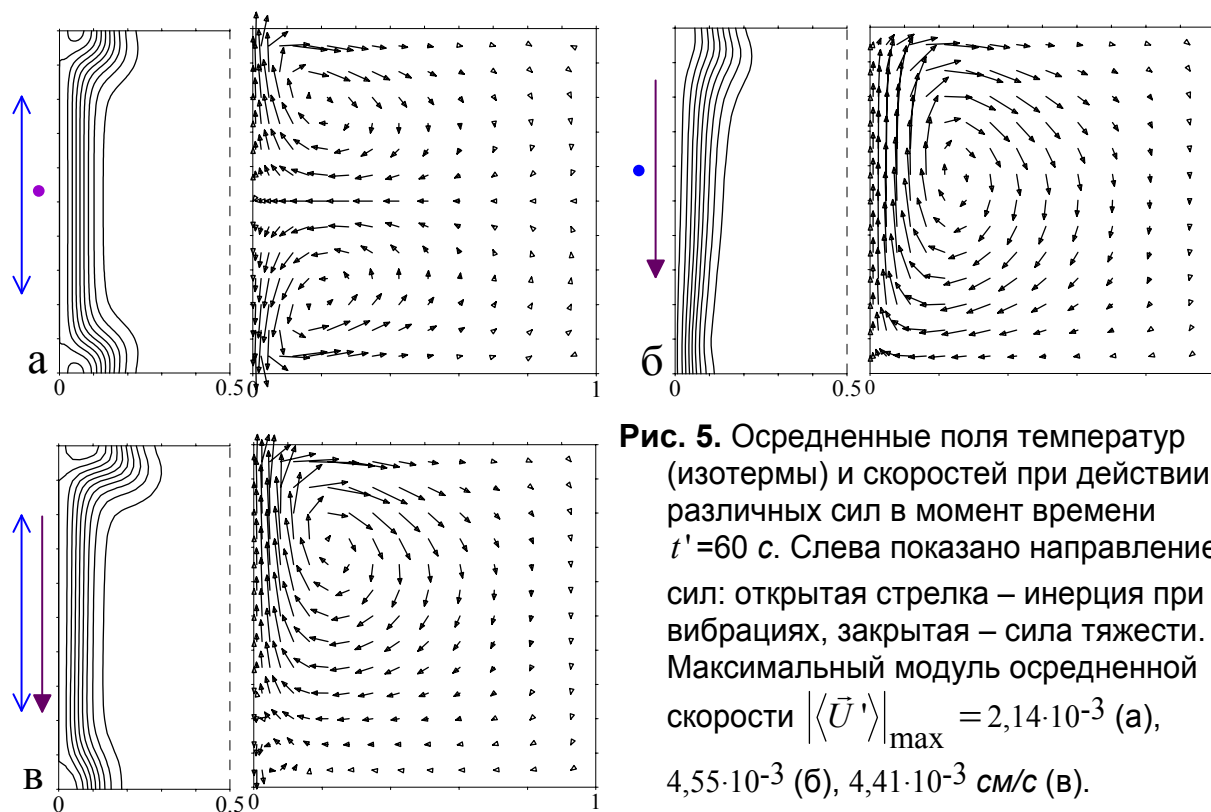 а
0
0.5
0
1
б
0
0.5
0
в
0
0.5
0
1
Рис. 5. Осредненные поля температур
(изотермы) и скоростей при действии
различных сил в момент времени
t'=60 с. Слева показано направление
сил: открытая стрелка – инерция при
вибрациях, закрытая – сила тяжести.
Максимальный модуль осредненной
скорости |⟨U⃗'⟩|max = 2,14·10-3 (а),
4,55·10-3 (б), 4,41·10-3 см/с (в).